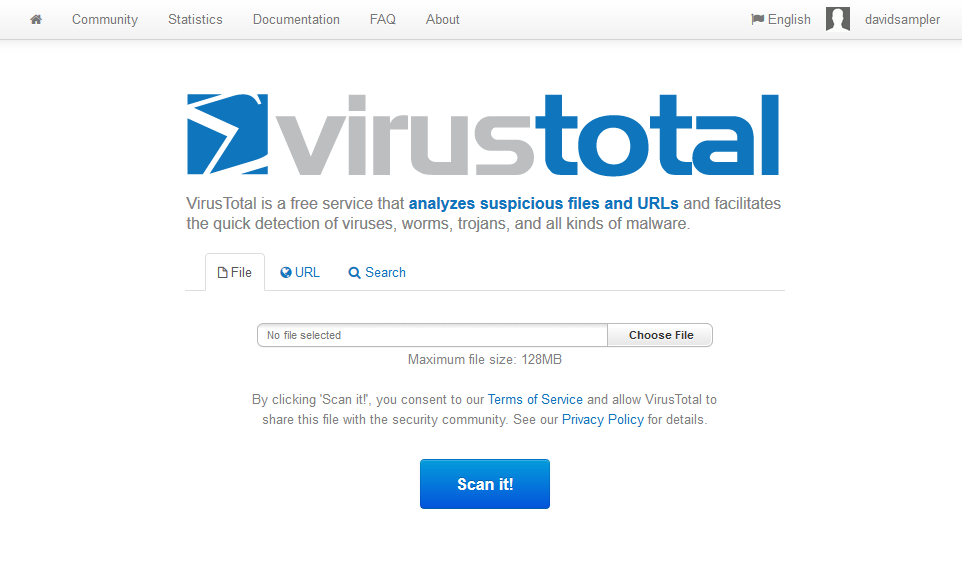 Community Statistics Documentation FAQ About English davidsampler
virustotal
VirusTotal is a free service that analyzes suspicious files and URLs and facilitates
the quick detection of viruses, worms, trojans, and all kinds of malware.
File URL Search
No file selected Choose File
Maximum file size: 128MB
By clicking 'Scan it!', you consent to our Terms of Service and allow VirusTotal to
share this file with the security community. See our Privacy Policy for details.
Scan it!